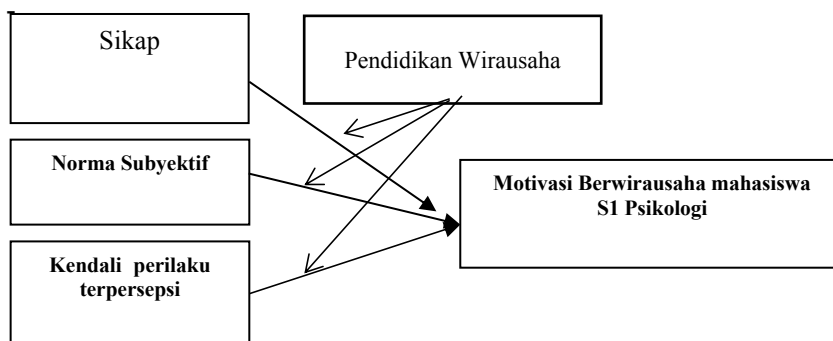 Sikap
Pendidikan Wirausaha
Norma Subyektif
Motivasi Berwirausaha mahasiswa
S1 Psikologi
Kendali perilaku
terpersepsi